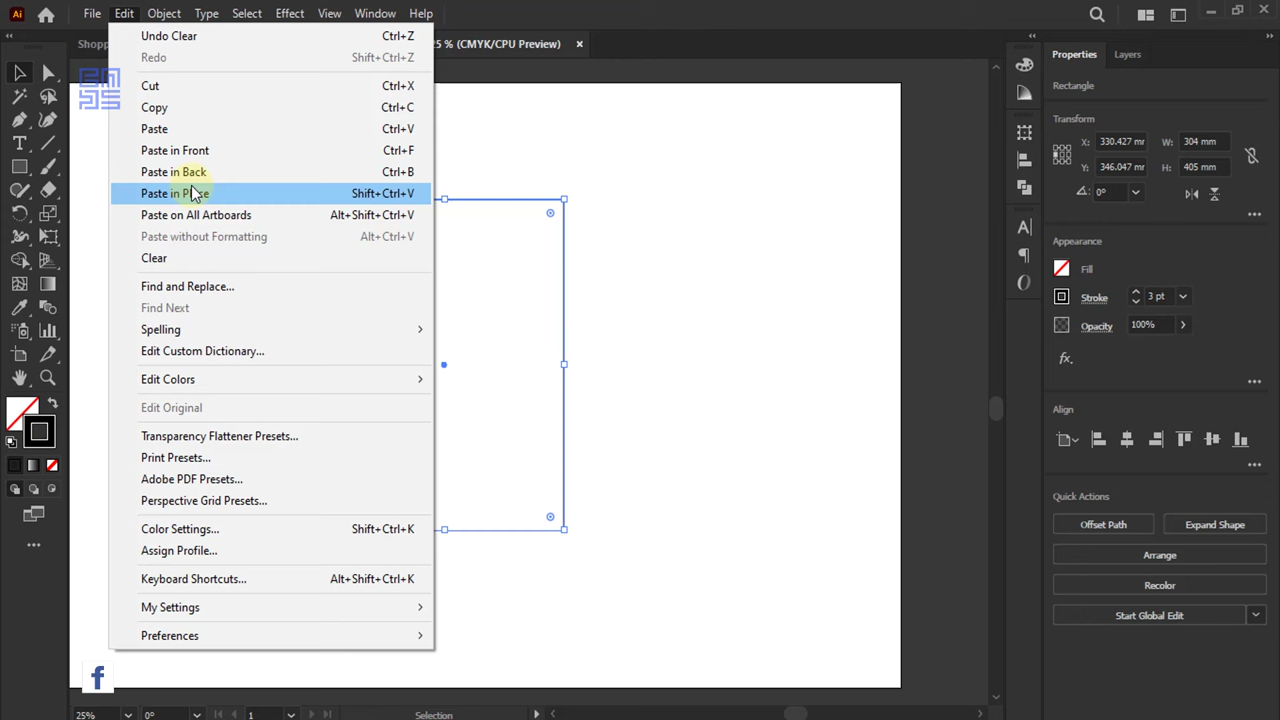 Ai
File Edit Object Type Select Effect View Window Help
Shopp
25 % (CMYK/CPU Preview) ×
Undo Clear Ctrl+Z
Redo Shift+Ctrl+Z
Cut Ctrl+X
Copy Ctrl+C
Paste Ctrl+V
Paste in Front Ctrl+F
Paste in Back Ctrl+B
Paste in Place Shift+Ctrl+V
Paste on All Artboards Alt+Shift+Ctrl+V
Paste without Formatting Alt+Ctrl+V
Clear
Find and Replace...
Find Next
Spelling
Edit Custom Dictionary...
Edit Colors
Edit Original
Transparency Flattener Presets...
Print Presets...
Adobe PDF Presets...
Perspective Grid Presets...
Color Settings... Shift+Ctrl+K
Assign Profile...
Keyboard Shortcuts... Alt+Shift+Ctrl+K
My Settings
Preferences
f
25% 0° 1 Selection
Properties Layers
Rectangle
Transform
X: 330.427 mm W: 304 mm
Y: 346.047 mm H: 405 mm
0°
Appearance
Fill
Stroke 3 pt
Opacity 100%
fx.
Align
Quick Actions
Offset Path Expand Shape
Arrange
Recolor
Start Global Edit